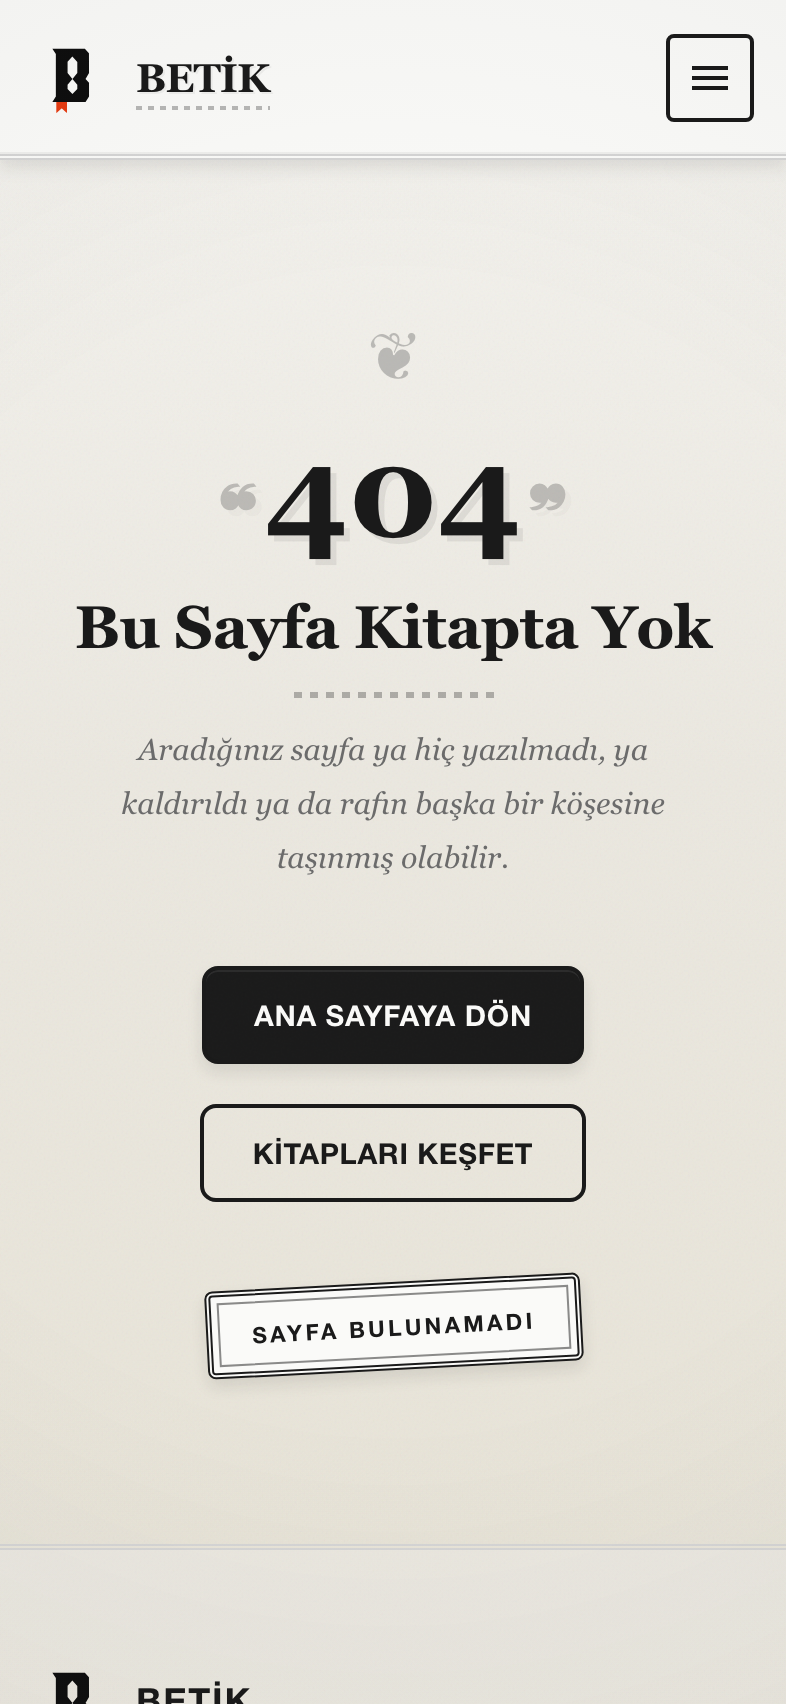 BETİK
❝ 404 ❞
Bu Sayfa Kitapta Yok
Aradığınız sayfa ya hiç yazılmadı, ya
kaldırıldı ya da rafın başka bir köşesine
taşınmış olabilir.
ANA SAYFAYA DÖN
KİTAPLARI KEŞFET
SAYFA BULUNAMADI
BETİK